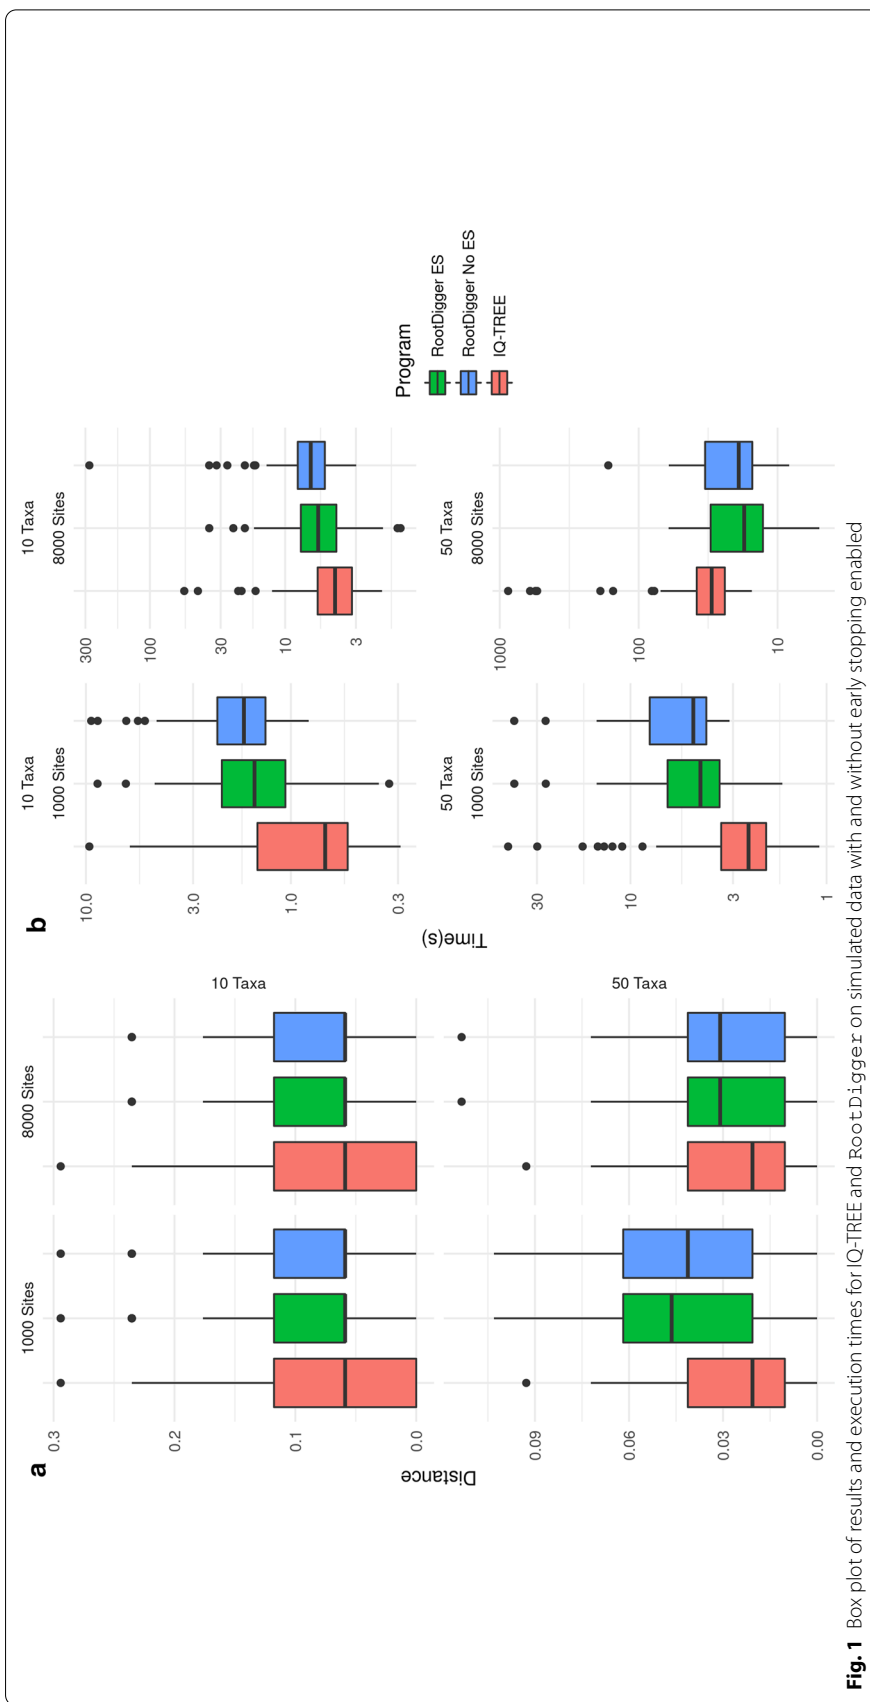 a
1000 Sites
8000 Sites
0.3
0.2
0.1
0.0
10 Taxa
Distance
0.09
0.06
0.03
0.00
50 Taxa
b
10 Taxa
1000 Sites
10.0
3.0
1.0
0.3
10 Taxa
8000 Sites
300
100
30
10
3
Time(s)
50 Taxa
1000 Sites
30
10
3
1
50 Taxa
8000 Sites
1000
100
10
Program
RootDigger ES
RootDigger No ES
IQ-TREE
Fig. 1 Box plot of results and execution times for IQ-TREE and RootDigger on simulated data with and without early stopping enabled